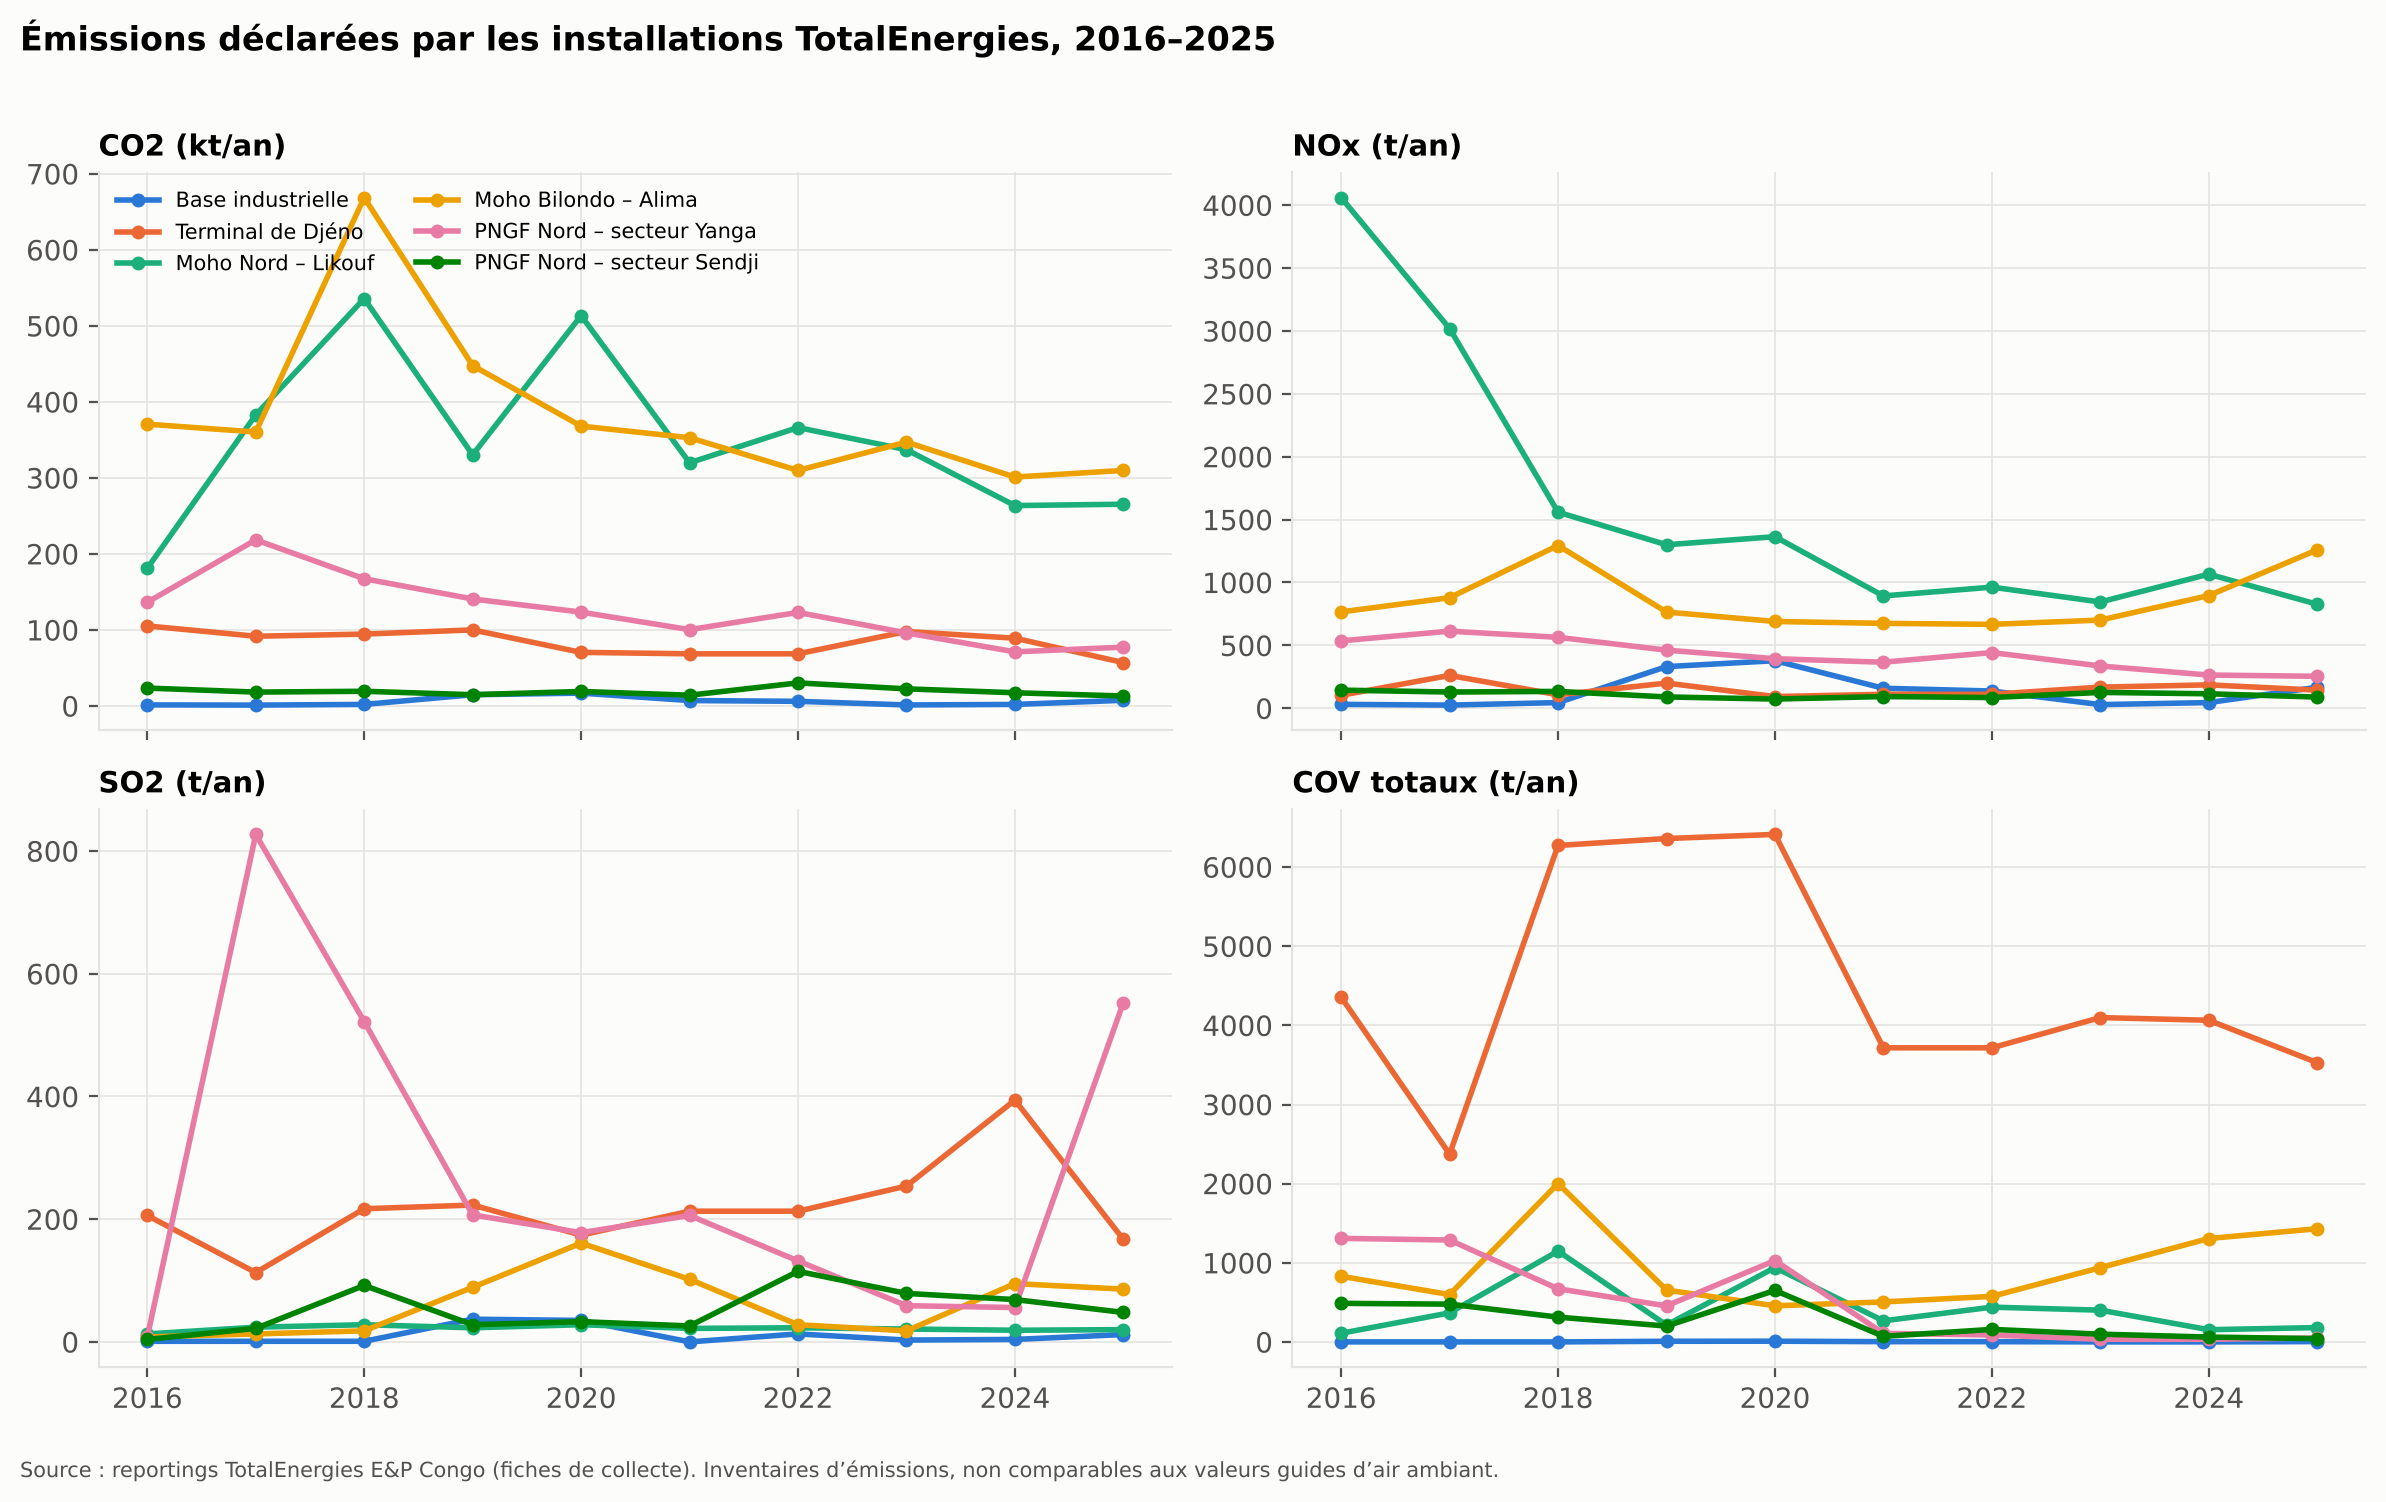 Émissions déclarées par les installations TotalEnergies, 2016–2025
CO2 (kt/an)
700
600
500
400
300
200
100
0
Base industrielle
Terminal de Djéno
Moho Nord – Likouf
Moho Bilondo – Alima
PNGF Nord – secteur Yanga
PNGF Nord – secteur Sendji
NOx (t/an)
4000
3500
3000
2500
2000
1500
1000
500
0
SO2 (t/an)
800
600
400
200
0
2016 2018 2020 2022 2024
COV totaux (t/an)
6000
5000
4000
3000
2000
1000
0
2016 2018 2020 2022 2024
Source : reportings TotalEnergies E&P Congo (fiches de collecte). Inventaires d’émissions, non comparables aux valeurs guides d’air ambiant.